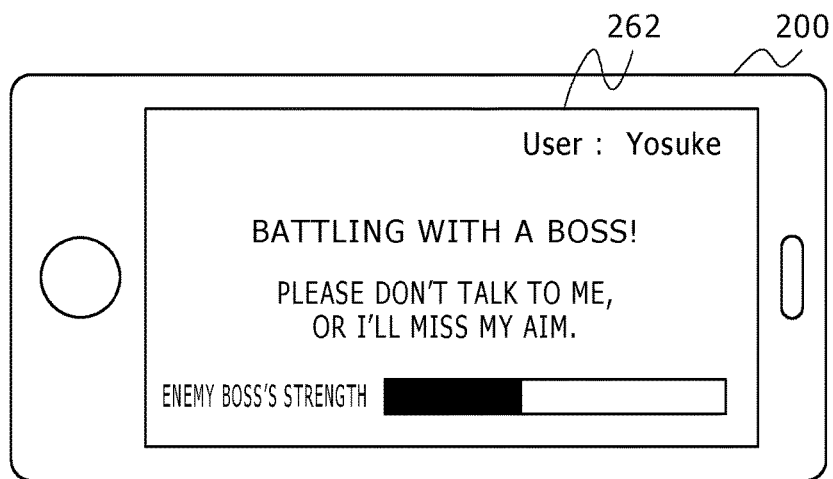 262 200
User : Yosuke
BATTLING WITH A BOSS!
PLEASE DON'T TALK TO ME,
OR I'LL MISS MY AIM.
ENEMY BOSS'S STRENGTH